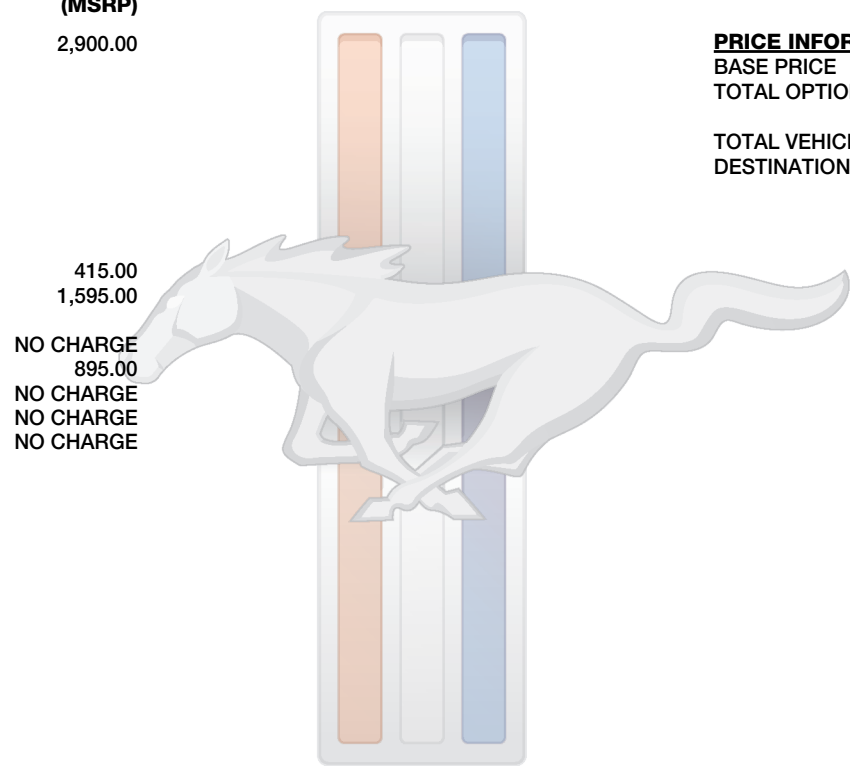 (MSRP)
2,900.00
415.00
1,595.00
NO CHARGE
895.00
NO CHARGE
NO CHARGE
NO CHARGE
PRICE INFOR
BASE PRICE
TOTAL OPTIO
TOTAL VEHIC
DESTINATION